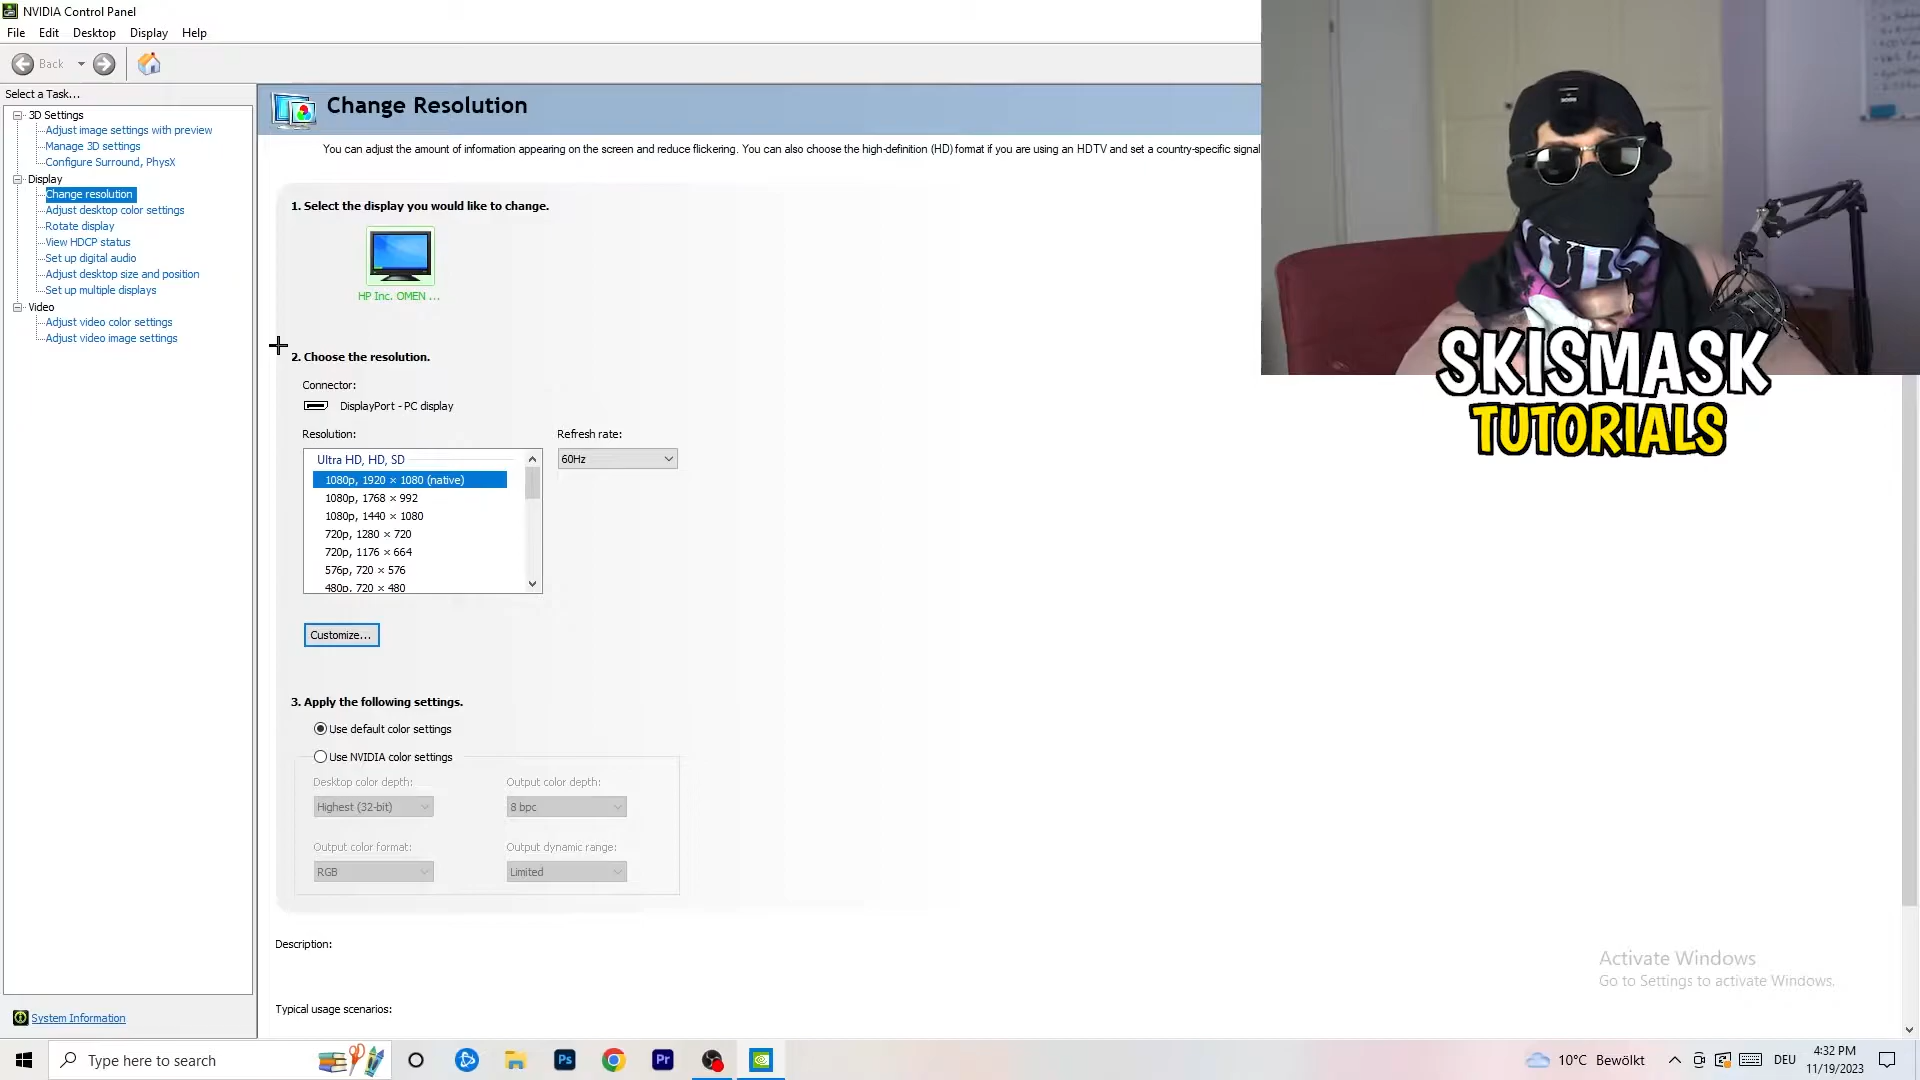 NVIDIA Control Panel
File Edit Desktop Display Help
Back
Select a Task...
3D Settings
Adjust image settings with preview
Manage 3D settings
Configure Surround, PhysX
Display
Change resolution
Adjust desktop color settings
Rotate display
View HDCP status
Set up digital audio
Adjust desktop size and position
Set up multiple displays
Video
Adjust video color settings
Adjust video image settings
System Information
Change Resolution
You can adjust the amount of information appearing on the screen and reduce flickering. You can also choose the high-definition (HD) format if you are using an HDTV and set a country-specific signal
1. Select the display you would like to change.
HP Inc. OMEN ...
2. Choose the resolution.
Connector:
DisplayPort - PC display
Resolution:
Refresh rate:
Ultra HD, HD, SD
60Hz
1080p, 1920 × 1080 (native)
1080p, 1768 × 992
1080p, 1440 × 1080
720p, 1280 × 720
720p, 1176 × 664
576p, 720 × 576
480p, 720 × 480
Customize...
3. Apply the following settings.
Use default color settings
Use NVIDIA color settings
Desktop color depth:
Output color depth:
Highest (32-bit)
8 bpc
Output color format:
Output dynamic range:
RGB
Limited
Description:
Typical usage scenarios:
SKISMASK
TUTORIALS
Activate Windows
Go to Settings to activate Windows.
Type here to search
Ps
Pr
10°C Bewölkt
DEU
4:32 PM
11/19/2023